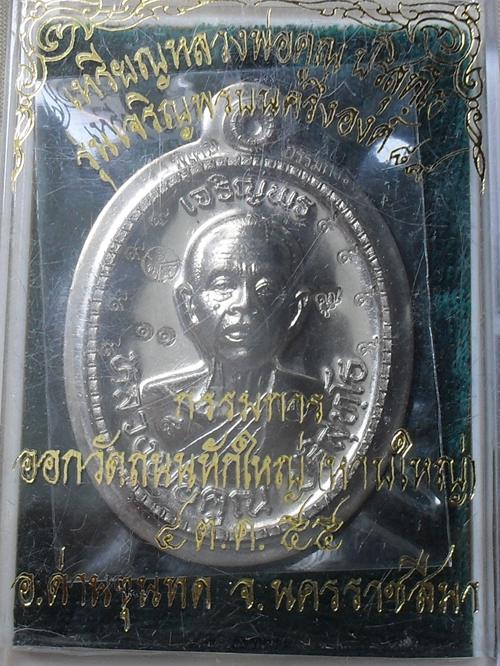 เหรียญหลวงพ่อคูณ ปริสุทโธ
รุ่นเจริญพรบนครึ่งองค์
เจริญพร
กรรมการ
ออกวัดถนนหักใหญ่ (หานใหญ่)
๔ ต.ค. ๕๕
อ.ด่านขุนทด จ.นครราชสีมา